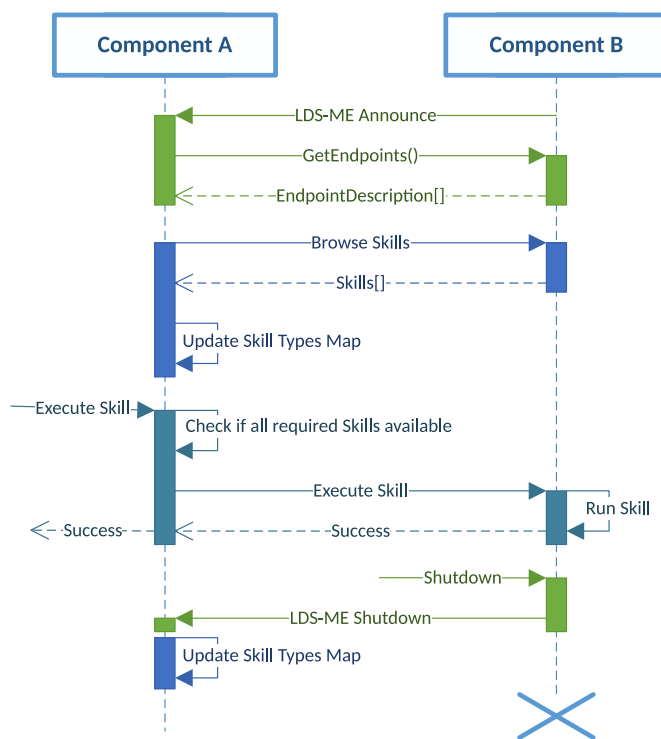 Component A
Component B
LDS-ME Announce
GetEndpoints()
EndpointDescription[]
Browse Skills
Skills[]
Update Skill Types Map
Execute Skill
Check if all required Skills available
Execute Skill
Run Skill
Success
Success
Shutdown
LDS-ME Shutdown
Update Skill Types Map